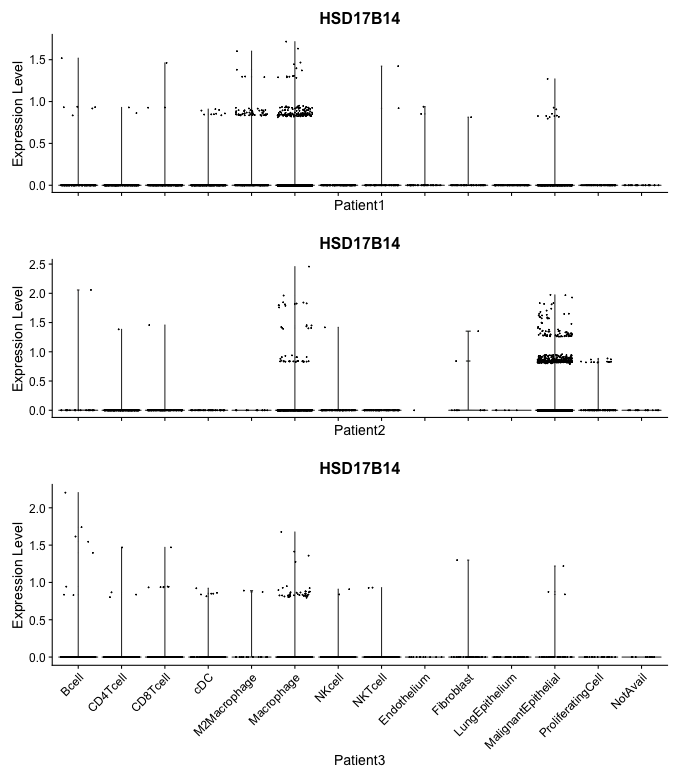 HSD17B14
Expression Level
1.5
1.0
0.5
0.0
Patient1
HSD17B14
Expression Level
2.5
2.0
1.5
1.0
0.5
0.0
Patient2
HSD17B14
Expression Level
2.0
1.5
1.0
0.5
0.0
Bcell
CD4Tcell
CD8Tcell
cDC
M2Macrophage
Macrophage
NKcell
NKTcell
Endothelium
Fibroblast
LungEpithelium
MalignantEpithelial
ProliferatingCell
NotAvail
Patient3